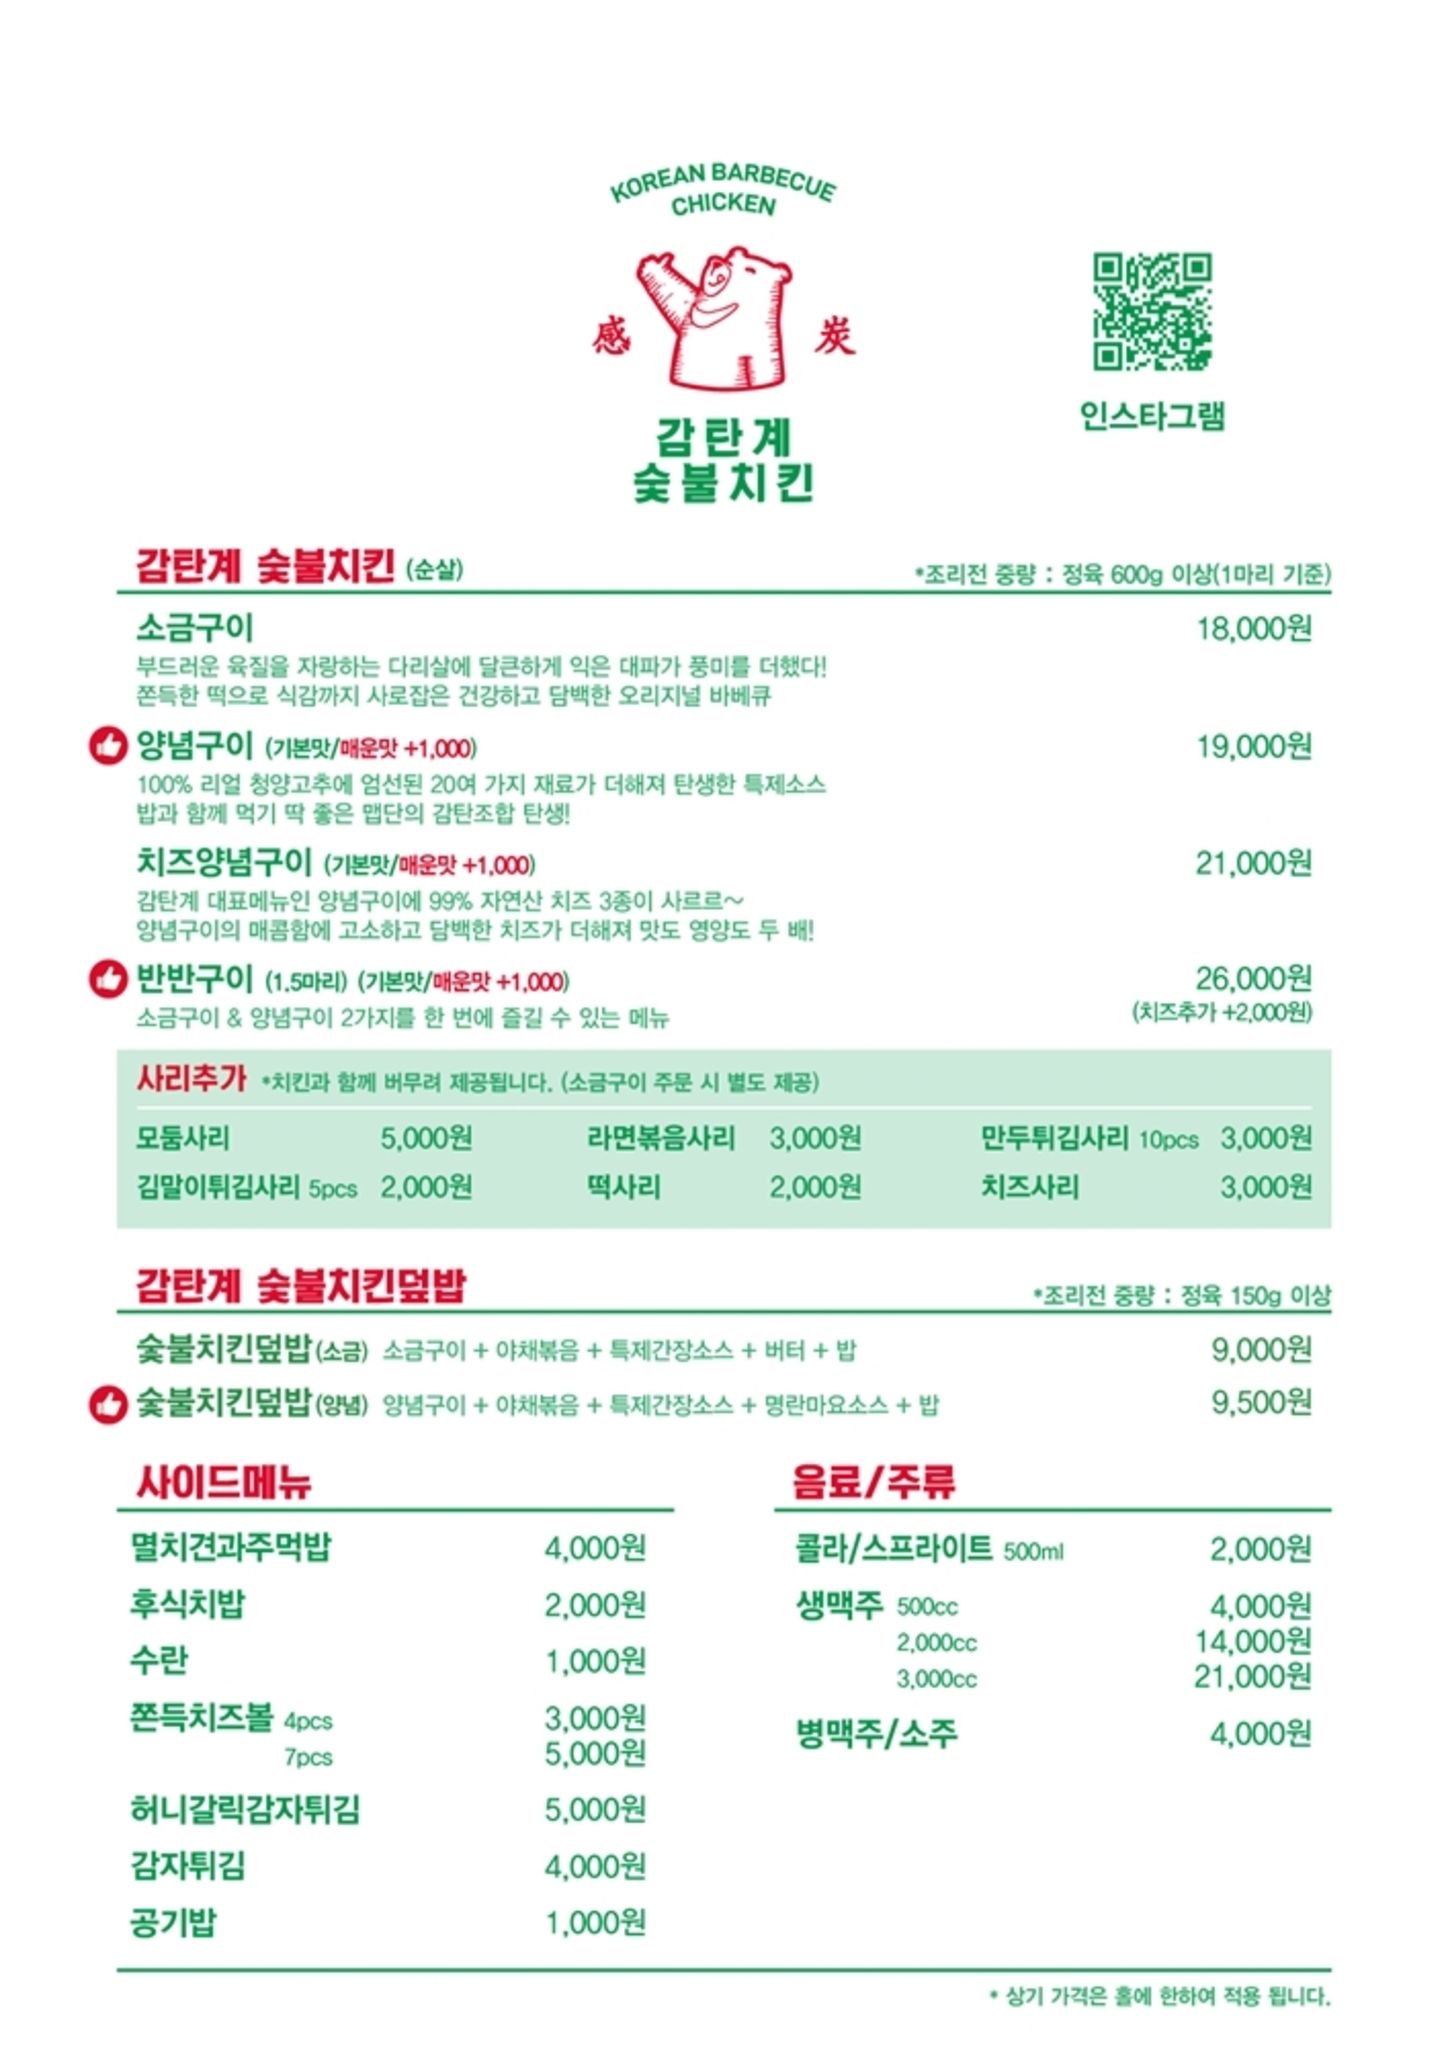 KOREAN BARBECUE
CHICKEN
感 炭
감탄계
숯불치킨
인스타그램
감탄계 숯불치킨 (순살) *조리전 중량 : 정육 600g 이상(1마리 기준)
소금구이 18,000원
부드러운 육질을 자랑하는 다리살에 달큰하게 익은 대파가 풍미를 더했다!
쫀득한 떡으로 식감까지 사로잡은 건강하고 담백한 오리지널 바베큐
양념구이 (기본맛/매운맛 +1,000) 19,000원
100% 리얼 청양고추에 엄선된 20여 가지 재료가 더해져 탄생한 특제소스
밥과 함께 먹기 딱 좋은 맵단의 감탄조합 탄생!
치즈양념구이 (기본맛/매운맛 +1,000) 21,000원
감탄계 대표메뉴인 양념구이에 99% 자연산 치즈 3종이 사르르~
양념구이의 매콤함에 고소하고 담백한 치즈가 더해져 맛도 영양도 두 배!
반반구이 (1.5마리) (기본맛/매운맛 +1,000) 26,000원
소금구이 & 양념구이 2가지를 한 번에 즐길 수 있는 메뉴 (치즈추가 +2,000원)
사리추가 *치킨과 함께 버무려 제공됩니다. (소금구이 주문 시 별도 제공)
모둠사리 5,000원 라면볶음사리 3,000원 만두튀김사리 10pcs 3,000원
김말이튀김사리 5pcs 2,000원 떡사리 2,000원 치즈사리 3,000원
감탄계 숯불치킨덮밥 *조리전 중량 : 정육 150g 이상
숯불치킨덮밥(소금) 소금구이 + 야채볶음 + 특제간장소스 + 버터 + 밥 9,000원
숯불치킨덮밥(양념) 양념구이 + 야채볶음 + 특제간장소스 + 명란마요소스 + 밥 9,500원
사이드메뉴
멸치견과주먹밥 4,000원
후식치밥 2,000원
수란 1,000원
쫀득치즈볼 4pcs 3,000원
7pcs 5,000원
허니갈릭감자튀김 5,000원
감자튀김 4,000원
공기밥 1,000원
음료/주류
콜라/스프라이트 500ml 2,000원
생맥주 500cc 4,000원
2,000cc 14,000원
3,000cc 21,000원
병맥주/소주 4,000원
* 상기 가격은 홀에 한하여 적용 됩니다.